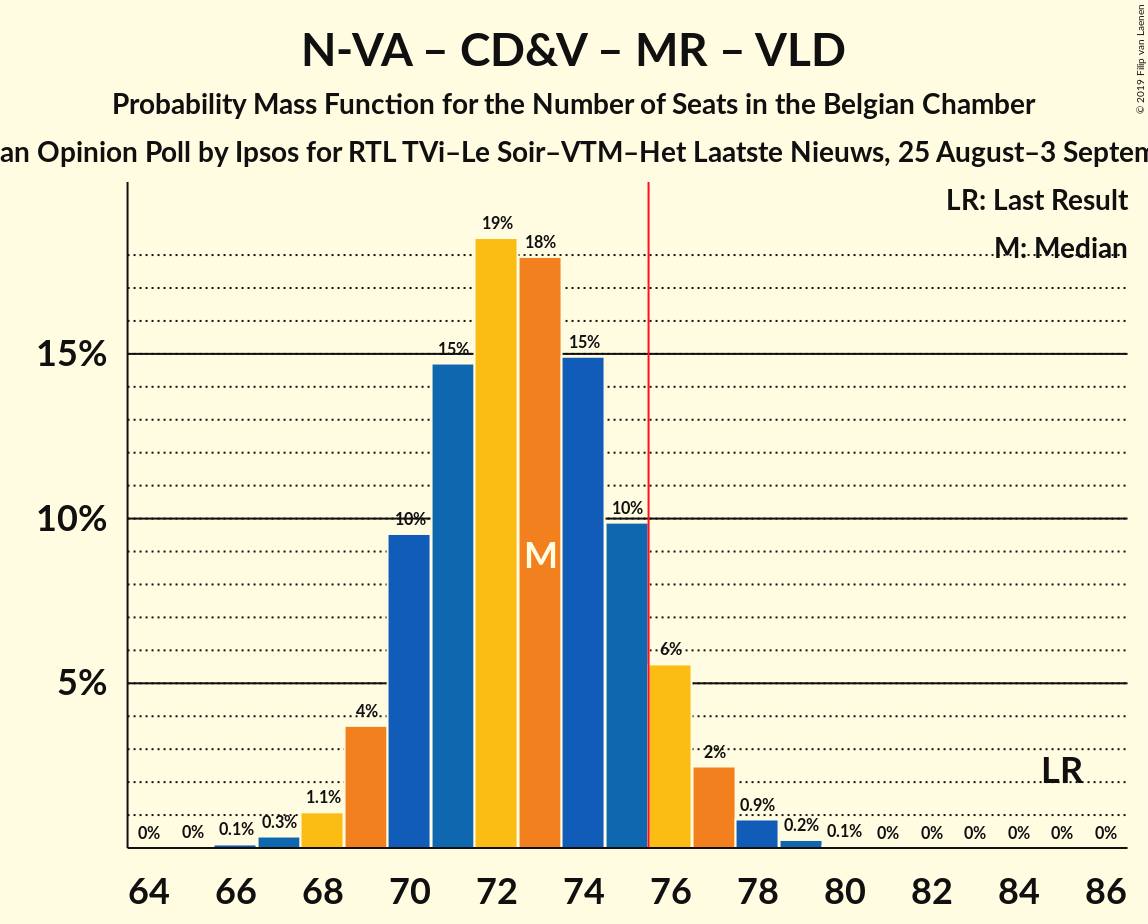 N-VA – CD&V – MR – VLD
Probability Mass Function for the Number of Seats in the Belgian Chamber
an Opinion Poll by Ipsos for RTL TVi–Le Soir–VTM–Het Laatste Nieuws, 25 August–3 Septem
© 2019 Filip van Laenen
LR: Last Result
M: Median
19%
18%
15%
15%
15%
10%
10%
10%
M
6%
5%
4%
2%
LR
1.1%
0.9%
0% 0% 0.1% 0.3% 0.2% 0.1% 0% 0% 0% 0% 0% 0%
64 66 68 70 72 74 76 78 80 82 84 86